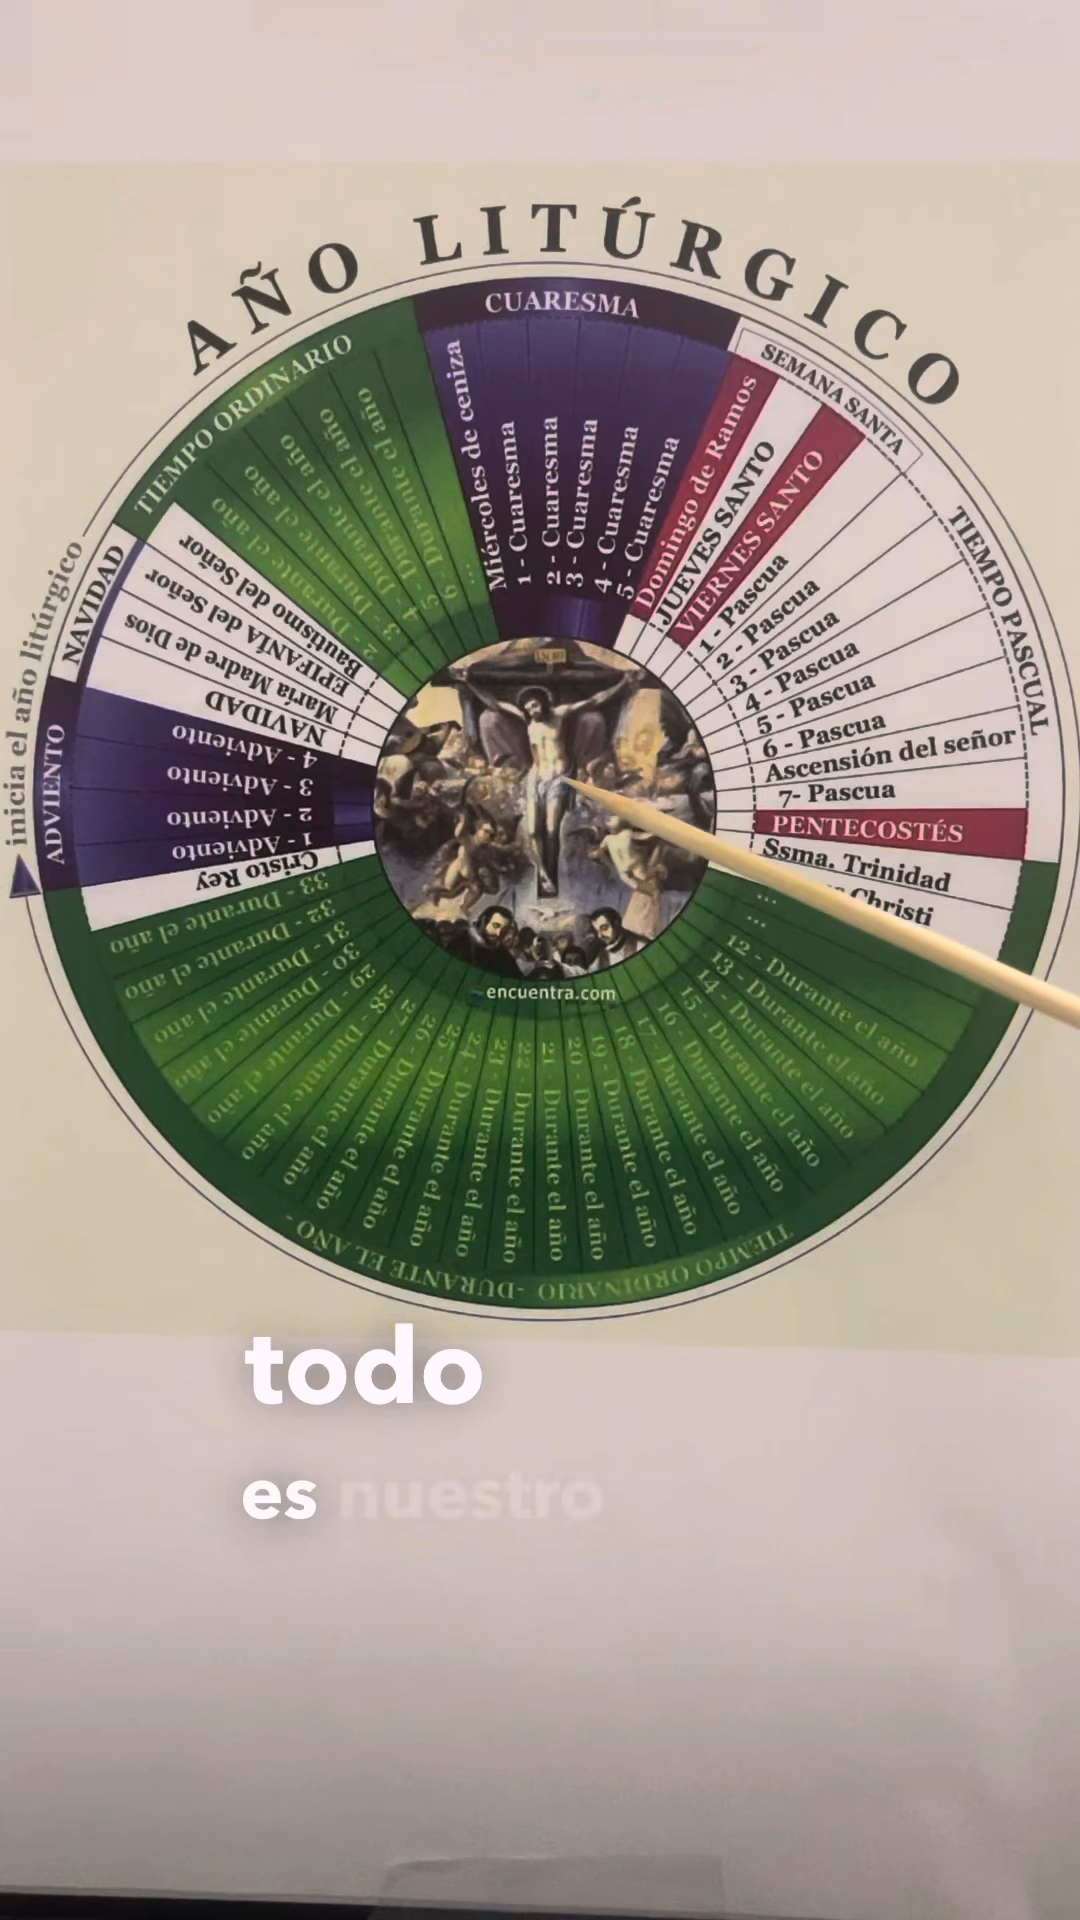 AÑO LITÚRGICO
inicia el año litúrgico
ADVIENTO
1 - Adviento
2 - Adviento
3 - Adviento
4 - Adviento
NAVIDAD
NAVIDAD
María Madre de Dios
EPIFANÍA del Señor
Bautismo del Señor
TIEMPO ORDINARIO
2 - Durante el año
3 - Durante el año
4 - Durante el año
5 - Durante el año
6 - Durante el año
...
CUARESMA
Miércoles de ceniza
1 - Cuaresma
2 - Cuaresma
3 - Cuaresma
4 - Cuaresma
5 - Cuaresma
SEMANA SANTA
Domingo de Ramos
JUEVES SANTO
VIERNES SANTO
TIEMPO PASCUAL
1 - Pascua
2 - Pascua
3 - Pascua
4 - Pascua
5 - Pascua
6 - Pascua
Ascensión del señor
7- Pascua
PENTECOSTÉS
Ssma. Trinidad
Christi
...
...
12 - Durante el año
13 - Durante el año
14 - Durante el año
15 - Durante el año
16 - Durante el año
17 - Durante el año
18 - Durante el año
19 - Durante el año
20 - Durante el año
21 - Durante el año
22 - Durante el año
23 - Durante el año
24 - Durante el año
25 - Durante el año
26 - Durante el año
27 - Durante el año
28 - Durante el año
29 - Durante el año
30 - Durante el año
31 - Durante el año
32 - Durante el año
33 - Durante el año
Cristo Rey
TIEMPO ORDINARIO -DURANTE EL AÑO -
encuentra.com
todo
es nuestro